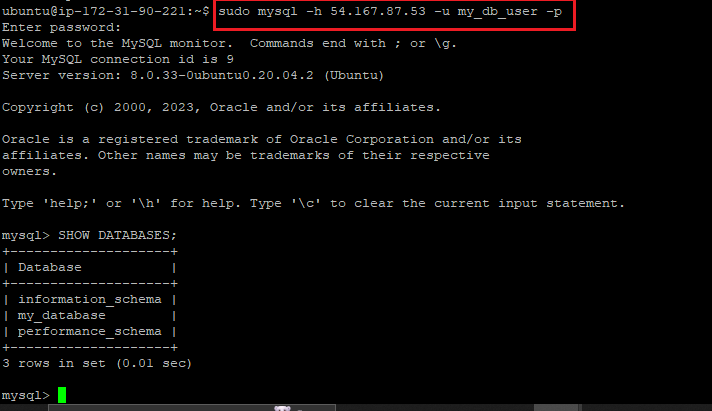 ubuntu@ip-172-31-90-221:~$ sudo mysql -h 54.167.87.53 -u my_db_user -p
Enter password:
Welcome to the MySQL monitor.  Commands end with ; or \g.
Your MySQL connection id is 9
Server version: 8.0.33-0ubuntu0.20.04.2 (Ubuntu)

Copyright (c) 2000, 2023, Oracle and/or its affiliates.

Oracle is a registered trademark of Oracle Corporation and/or its
affiliates. Other names may be trademarks of their respective
owners.

Type 'help;' or '\h' for help. Type '\c' to clear the current input statement.

mysql> SHOW DATABASES;
+--------------------+
| Database           |
+--------------------+
| information_schema |
| my_database        |
| performance_schema |
+--------------------+
3 rows in set (0.01 sec)

mysql>